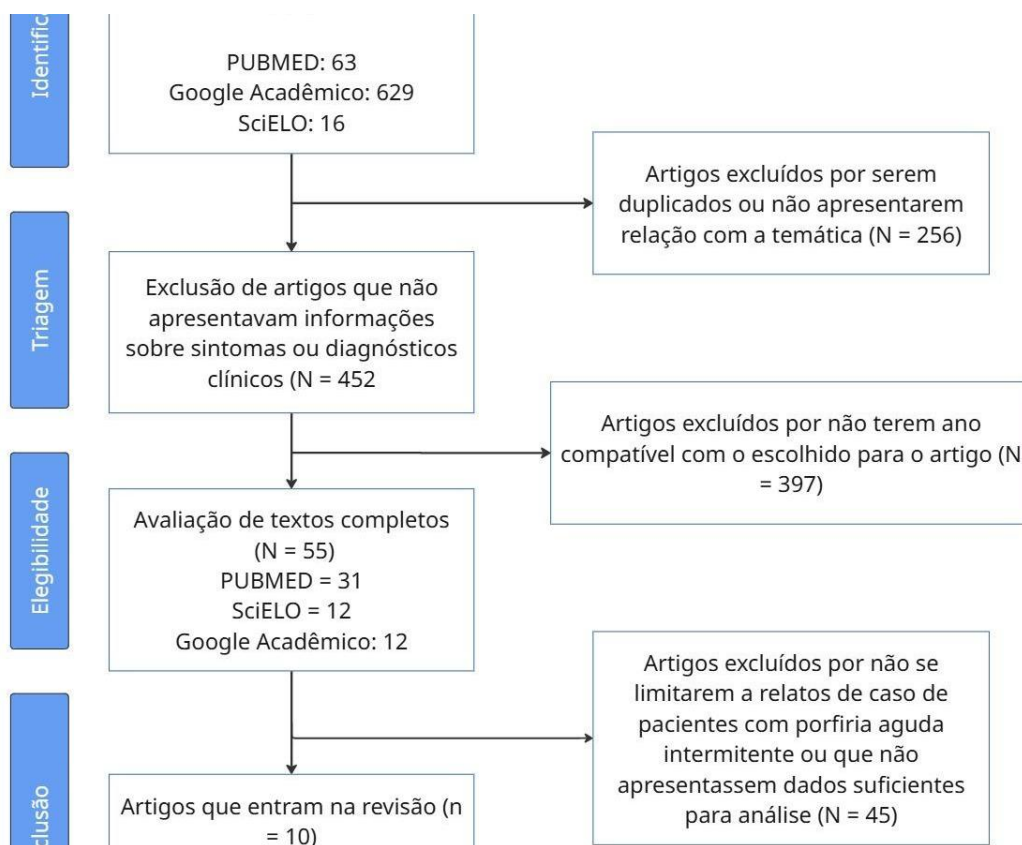 Identific
PUBMED: 63
Google Acadêmico: 629
SciELO: 16
Artigos excluídos por serem
duplicados ou não apresentarem
relação com a temática (N = 256)
Triagem
Exclusão de artigos que não
apresentavam informações
sobre sintomas ou diagnósticos
clínicos (N = 452
Artigos excluídos por não terem ano
compatível com o escolhido para o artigo (N
= 397)
Elegibilidade
Avaliação de textos completos
(N = 55)
PUBMED = 31
SciELO = 12
Google Acadêmico: 12
Artigos excluídos por não se
limitarem a relatos de caso de
pacientes com porfiria aguda
intermitente ou que não
apresentassem dados suficientes
para análise (N = 45)
clusão
Artigos que entram na revisão (n
= 10)